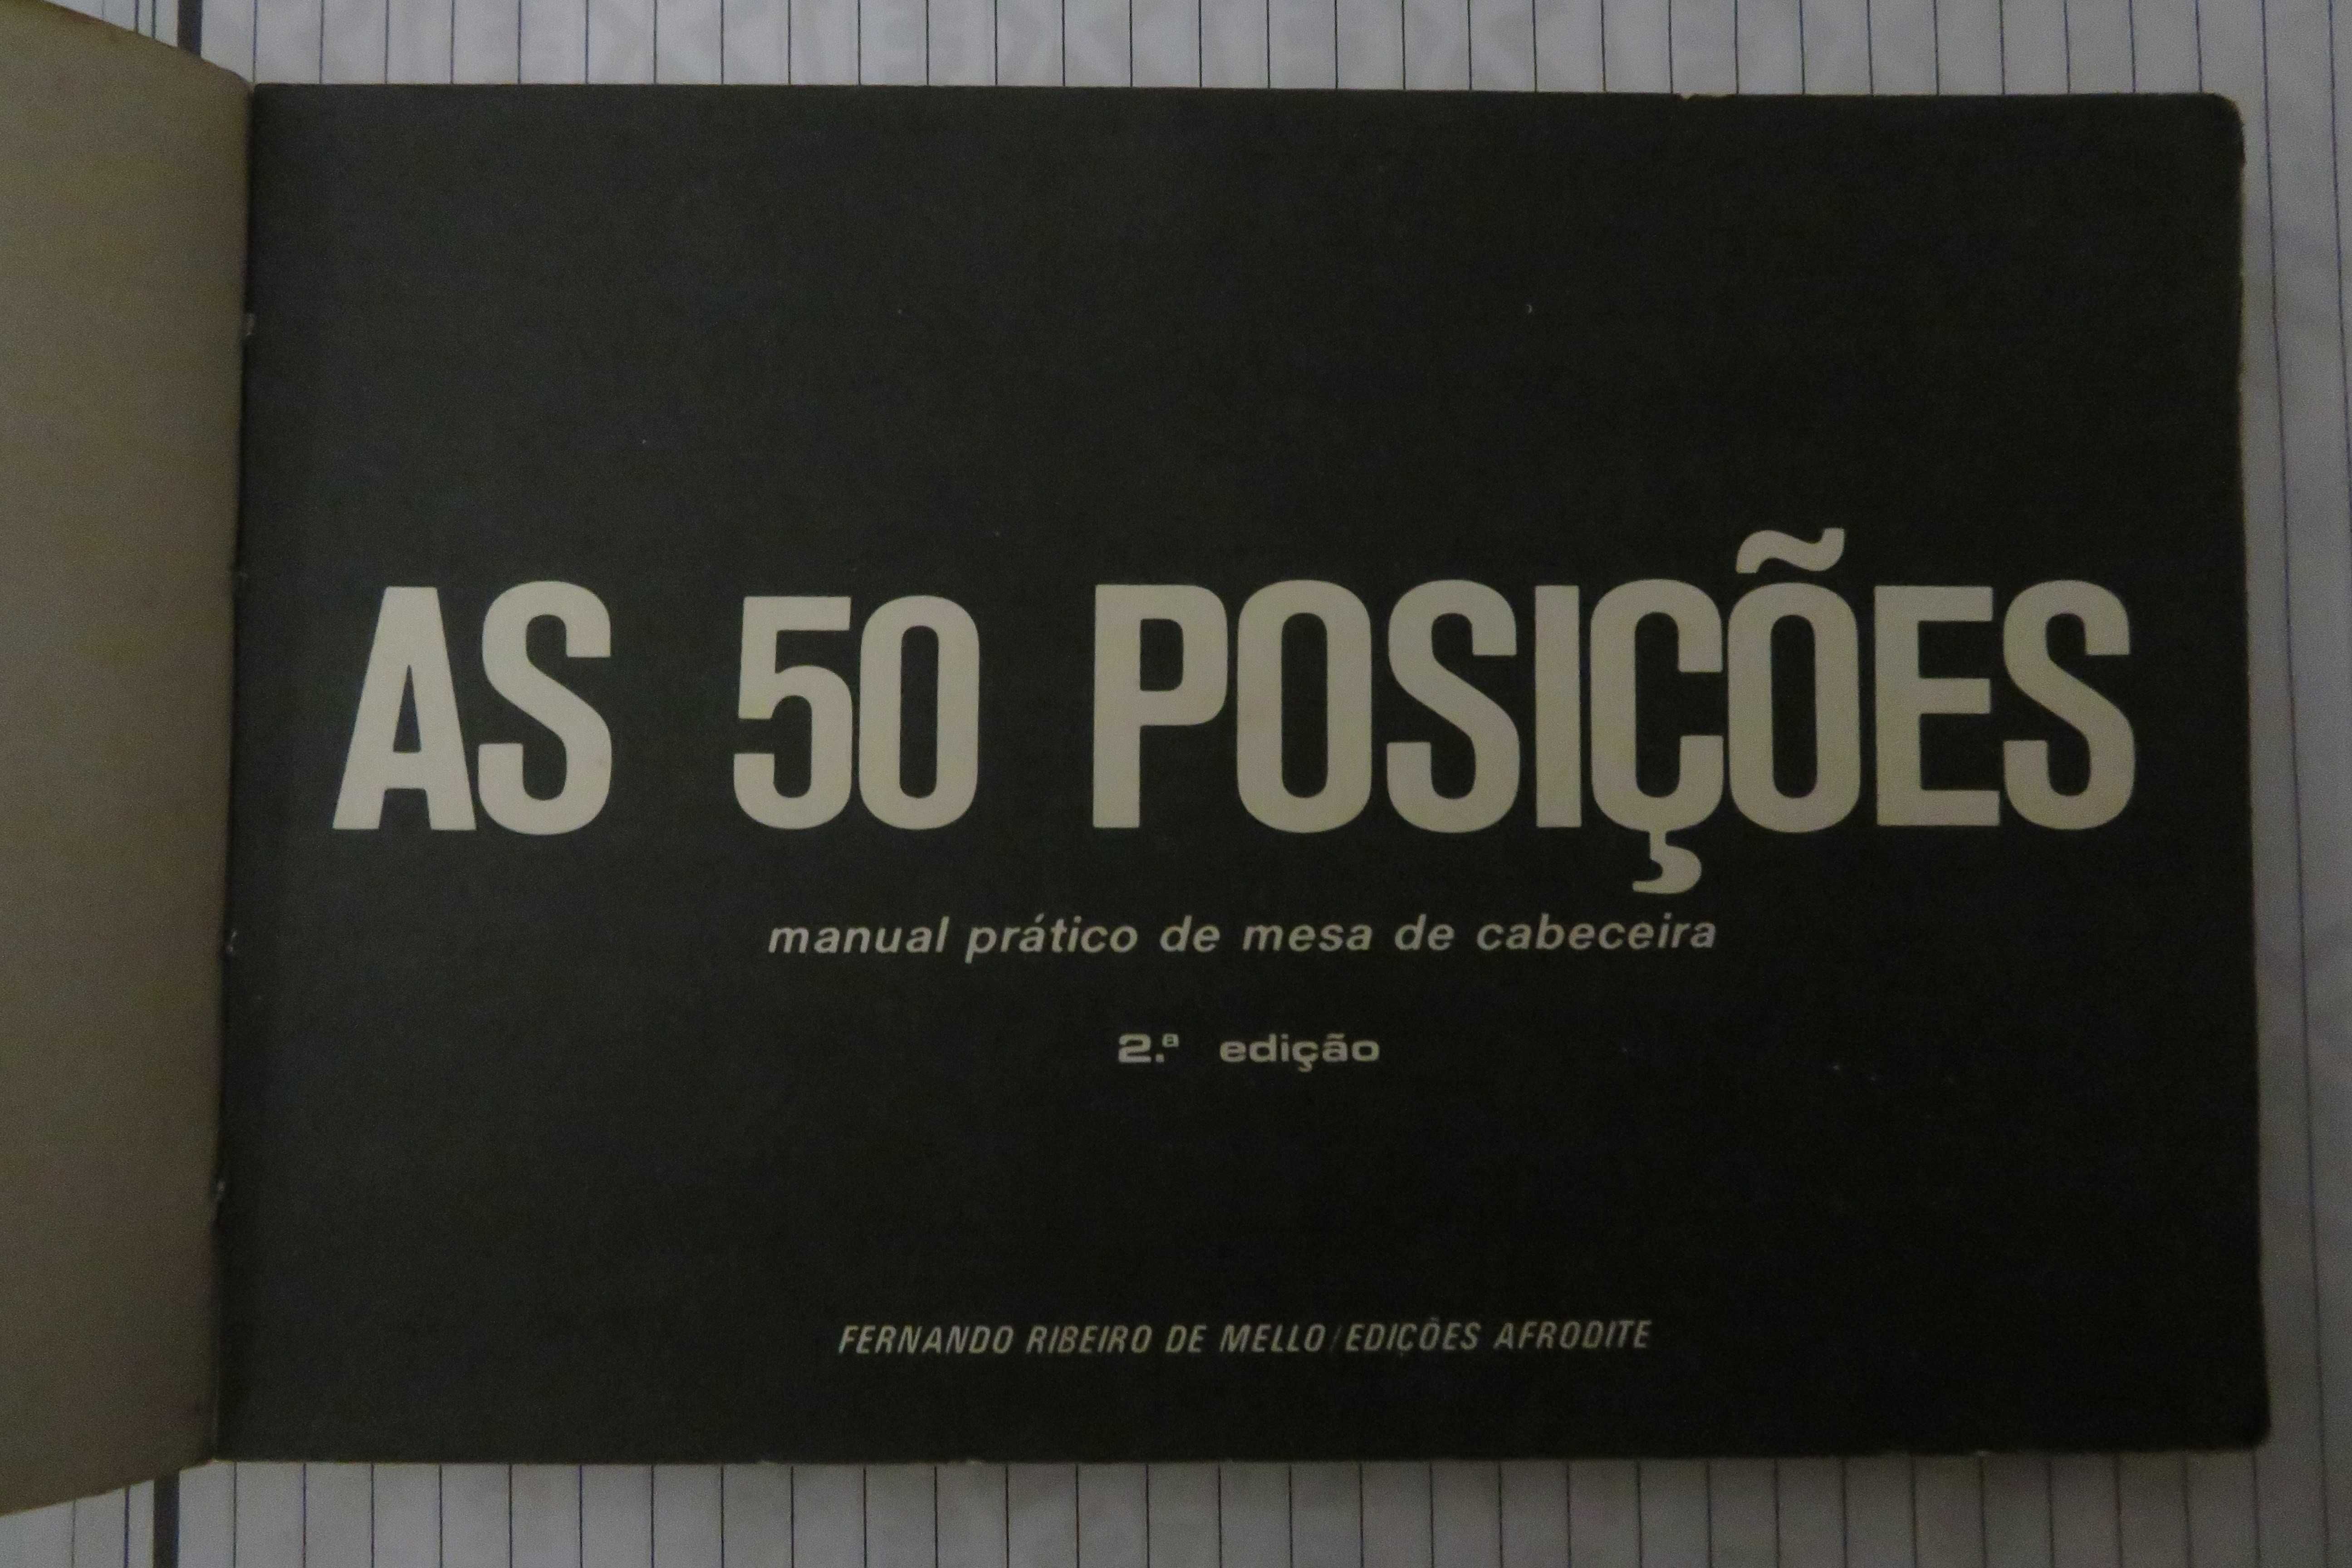 AS 50 POSIÇÕES
manual prático de mesa de cabeceira
2.ª edição
FERNANDO RIBEIRO DE MELLO/EDIÇÕES AFRODITE